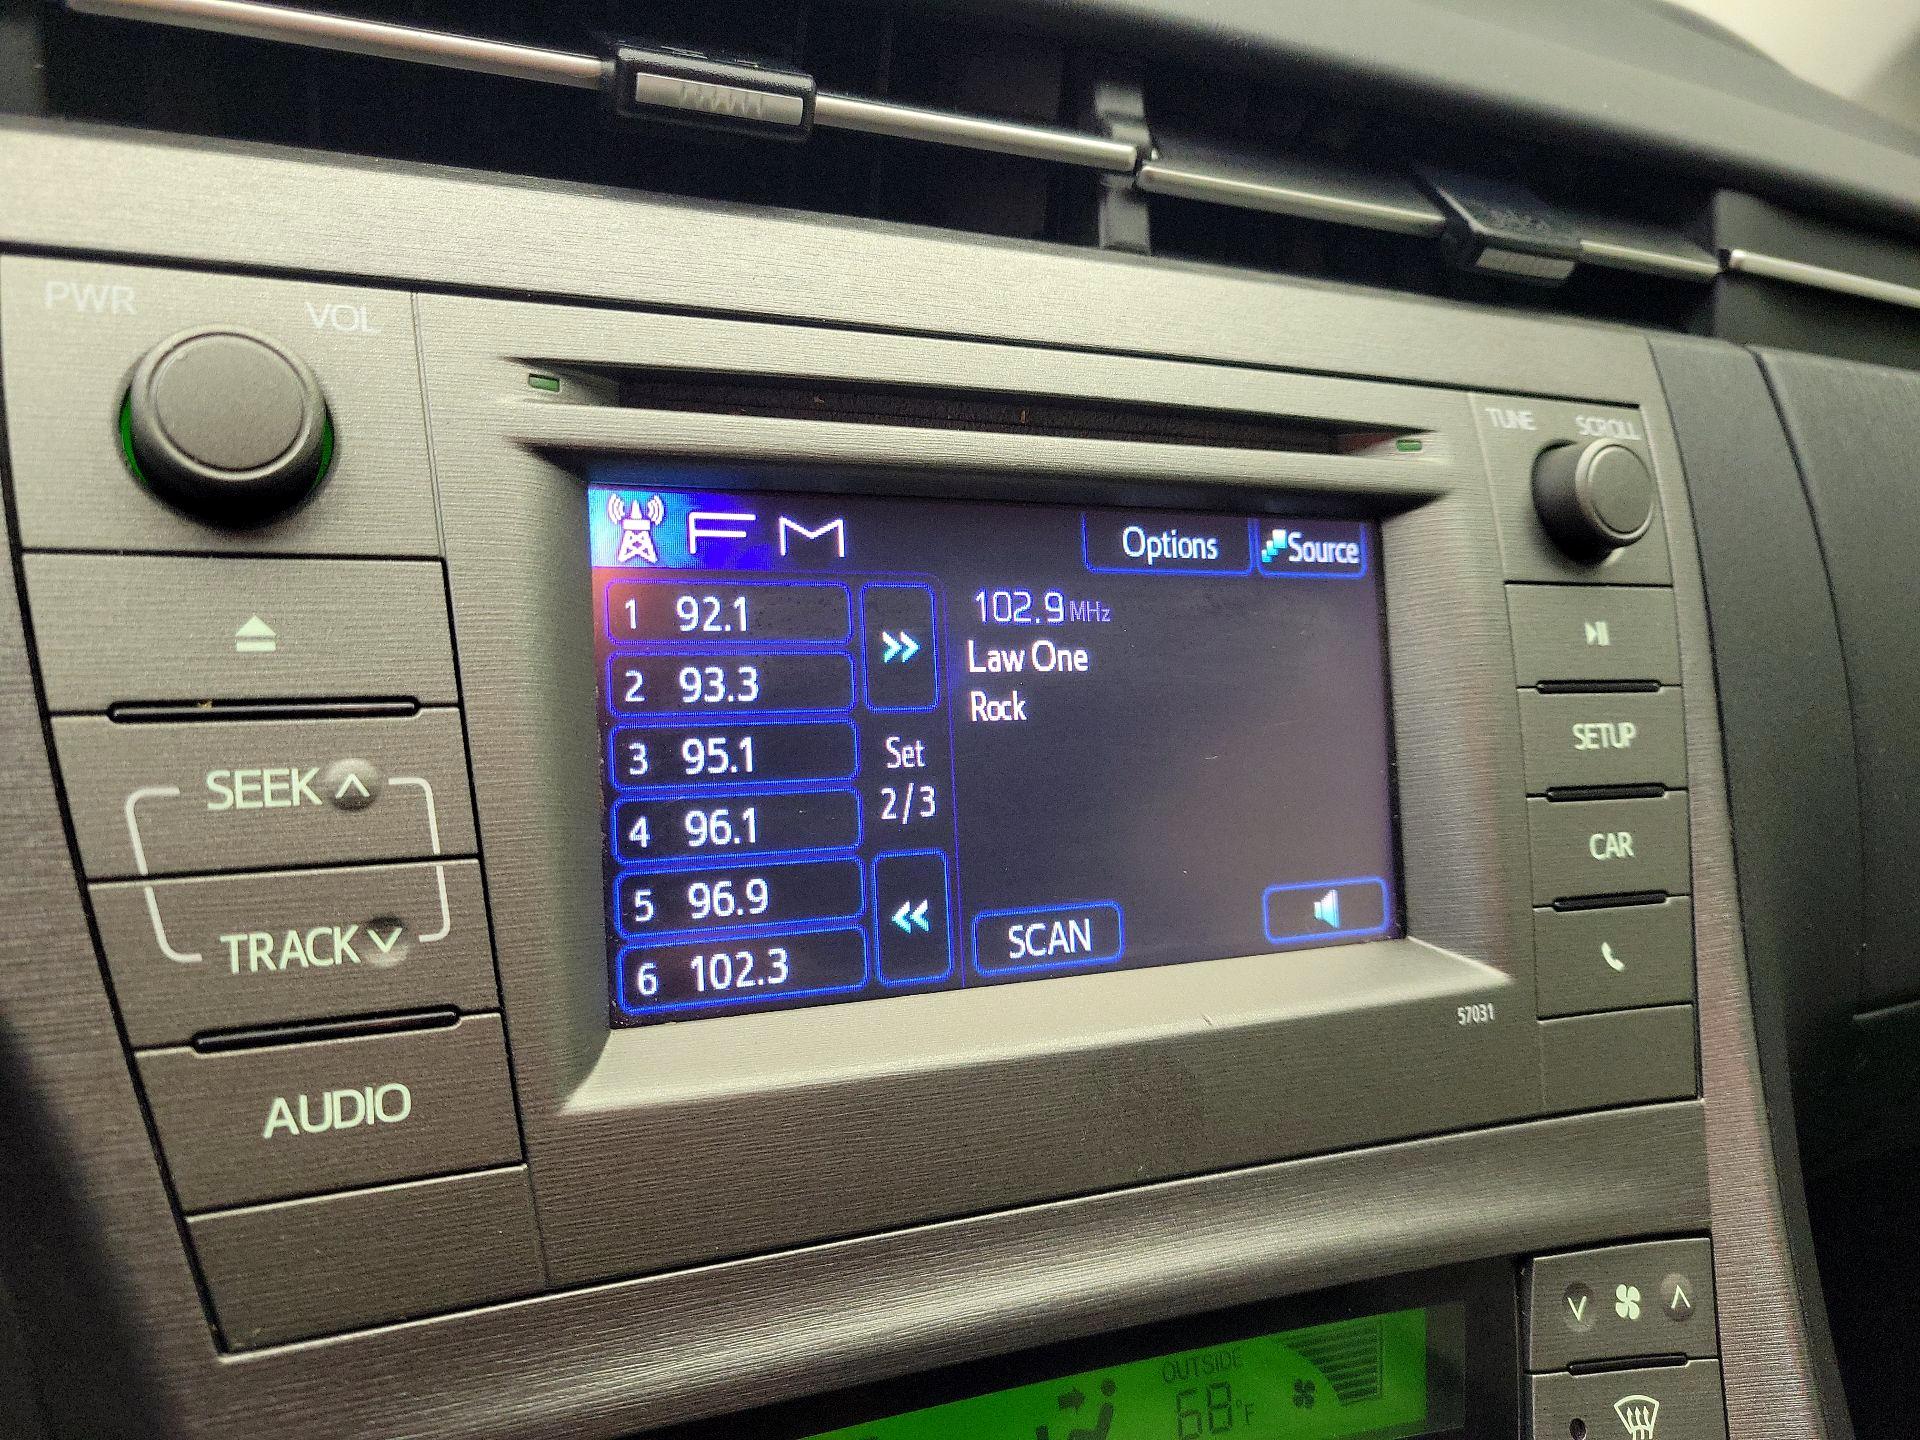 PWR VOL
TUNE SCROLL
FM Options Source
1 92.1
2 93.3
3 95.1
4 96.1
5 96.9
6 102.3
Set
2/3
102.9 MHz
Law One
Rock
SCAN
SEEK
TRACK
AUDIO
SETUP
CAR
57031
OUTSIDE
68°F